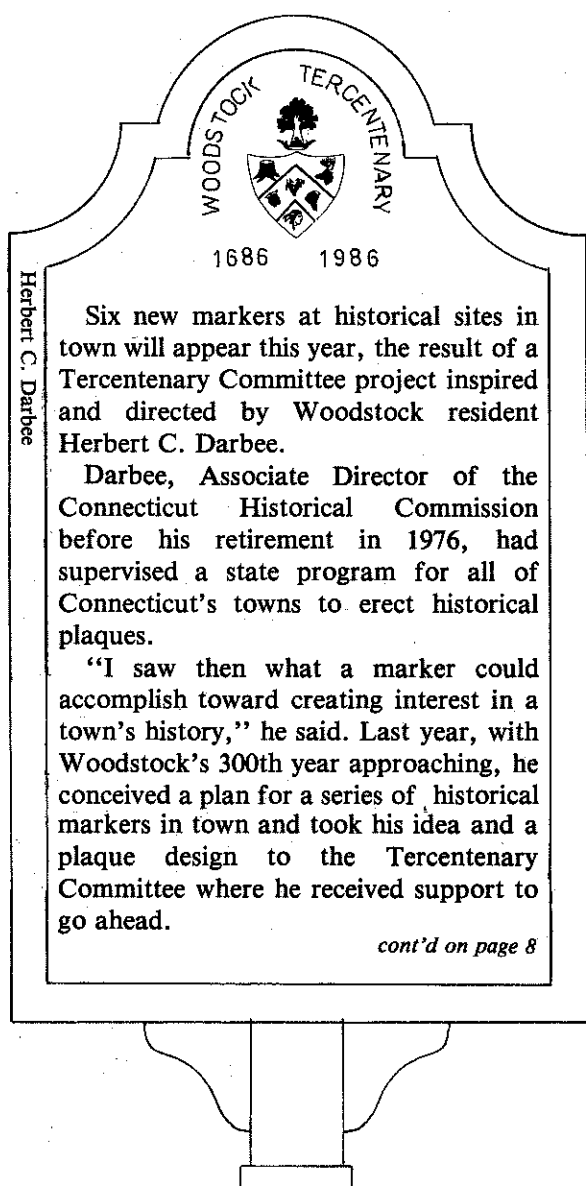 WOODSTOCK TERCENTENARY
1686 1986
Herbert C. Darbee
Six new markers at historical sites in
town will appear this year, the result of a
Tercentenary Committee project inspired
and directed by Woodstock resident
Herbert C. Darbee.
Darbee, Associate Director of the
Connecticut Historical Commission
before his retirement in 1976, had
supervised a state program for all of
Connecticut's towns to erect historical
plaques.
“I saw then what a marker could
accomplish toward creating interest in a
town's history,” he said. Last year, with
Woodstock's 300th year approaching, he
conceived a plan for a series of historical
markers in town and took his idea and a
plaque design to the Tercentenary
Committee where he received support to
go ahead.
cont'd on page 8